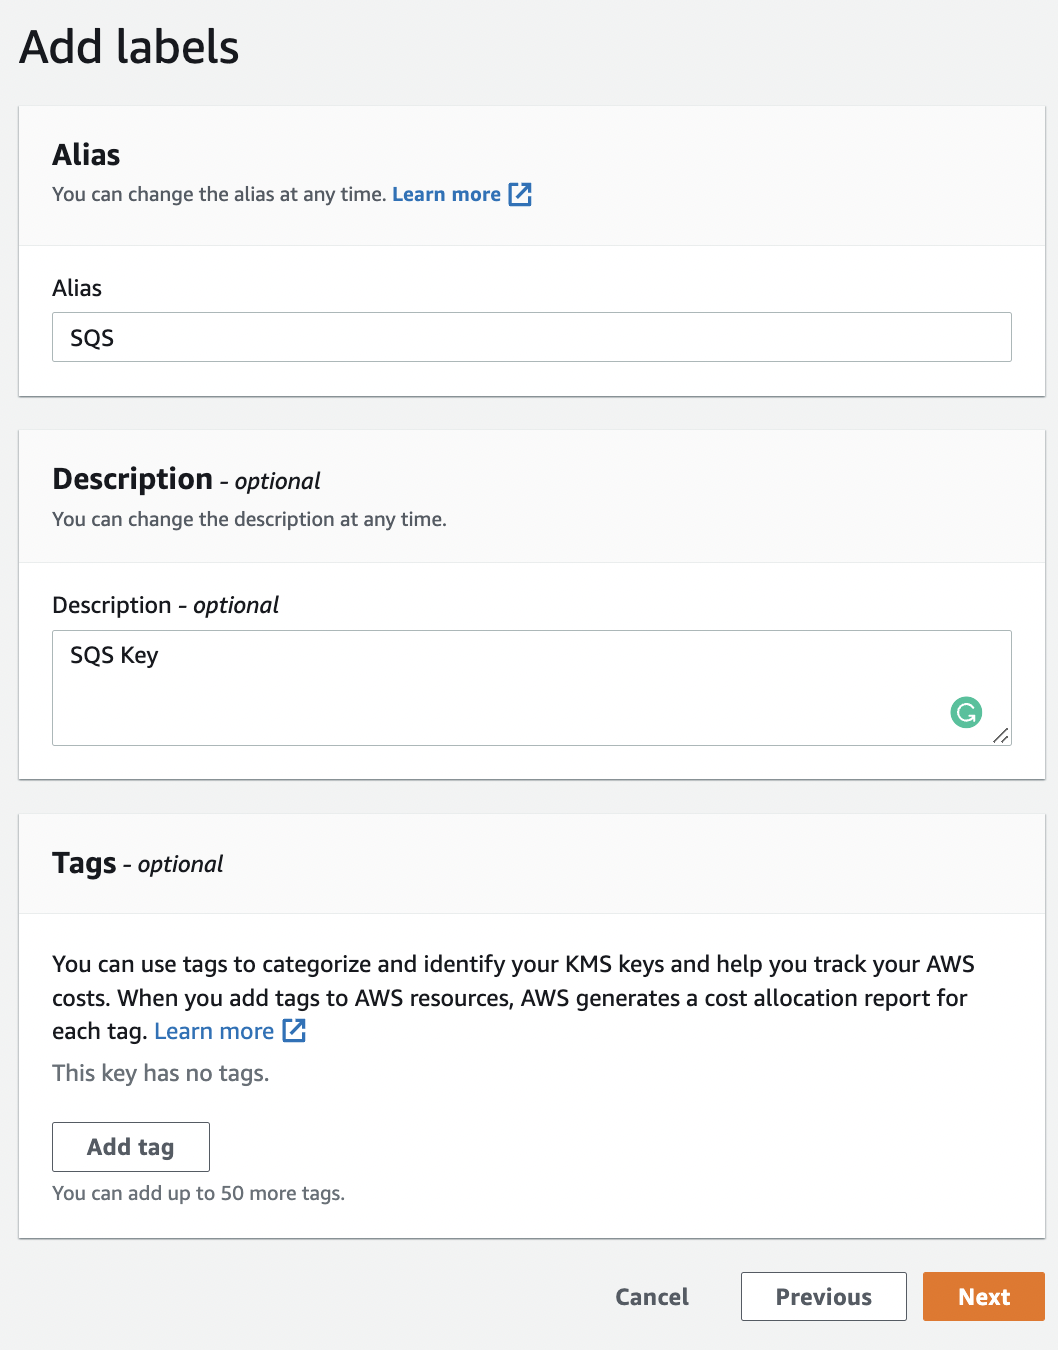 Add labels
Alias
You can change the alias at any time. Learn more
Alias
SQS
Description - optional
You can change the description at any time.
Description - optional
SQS Key
Tags - optional
You can use tags to categorize and identify your KMS keys and help you track your AWS
costs. When you add tags to AWS resources, AWS generates a cost allocation report for
each tag. Learn more
This key has no tags.
Add tag
You can add up to 50 more tags.
Cancel Previous Next